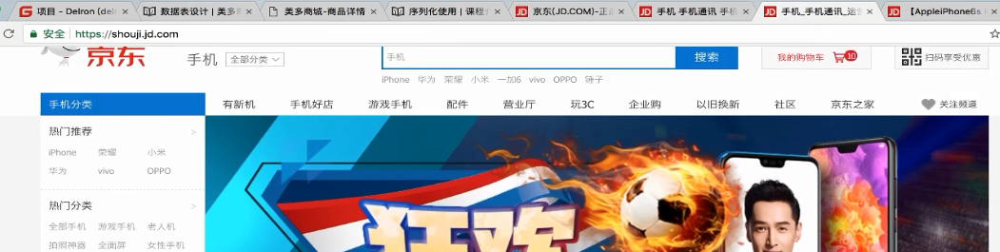 项目 - Delron (del
数据表设计 | 美多
美多商城-商品详情
序列化使用 | 课程
京东(JD.COM)-正品
手机 手机通讯 手机
手机_手机通讯_运营
【AppleiPhone6s
安全 https://shouji.jd.com
京东
手机 全部分类
手机 搜索
我的购物车 10
扫码享受优惠
iPhone 华为 荣耀 小米 一加6 vivo OPPO 锤子
手机分类 有新机 手机好店 游戏手机 配件 营业厅 玩3C 企业购 以旧换新 社区 京东之家 关注频道
热门推荐 >
iPhone 荣耀 小米
华为 vivo OPPO
热门分类 >
全部手机 游戏手机 老人机
拍照神器 全面屏 女性手机
狂欢